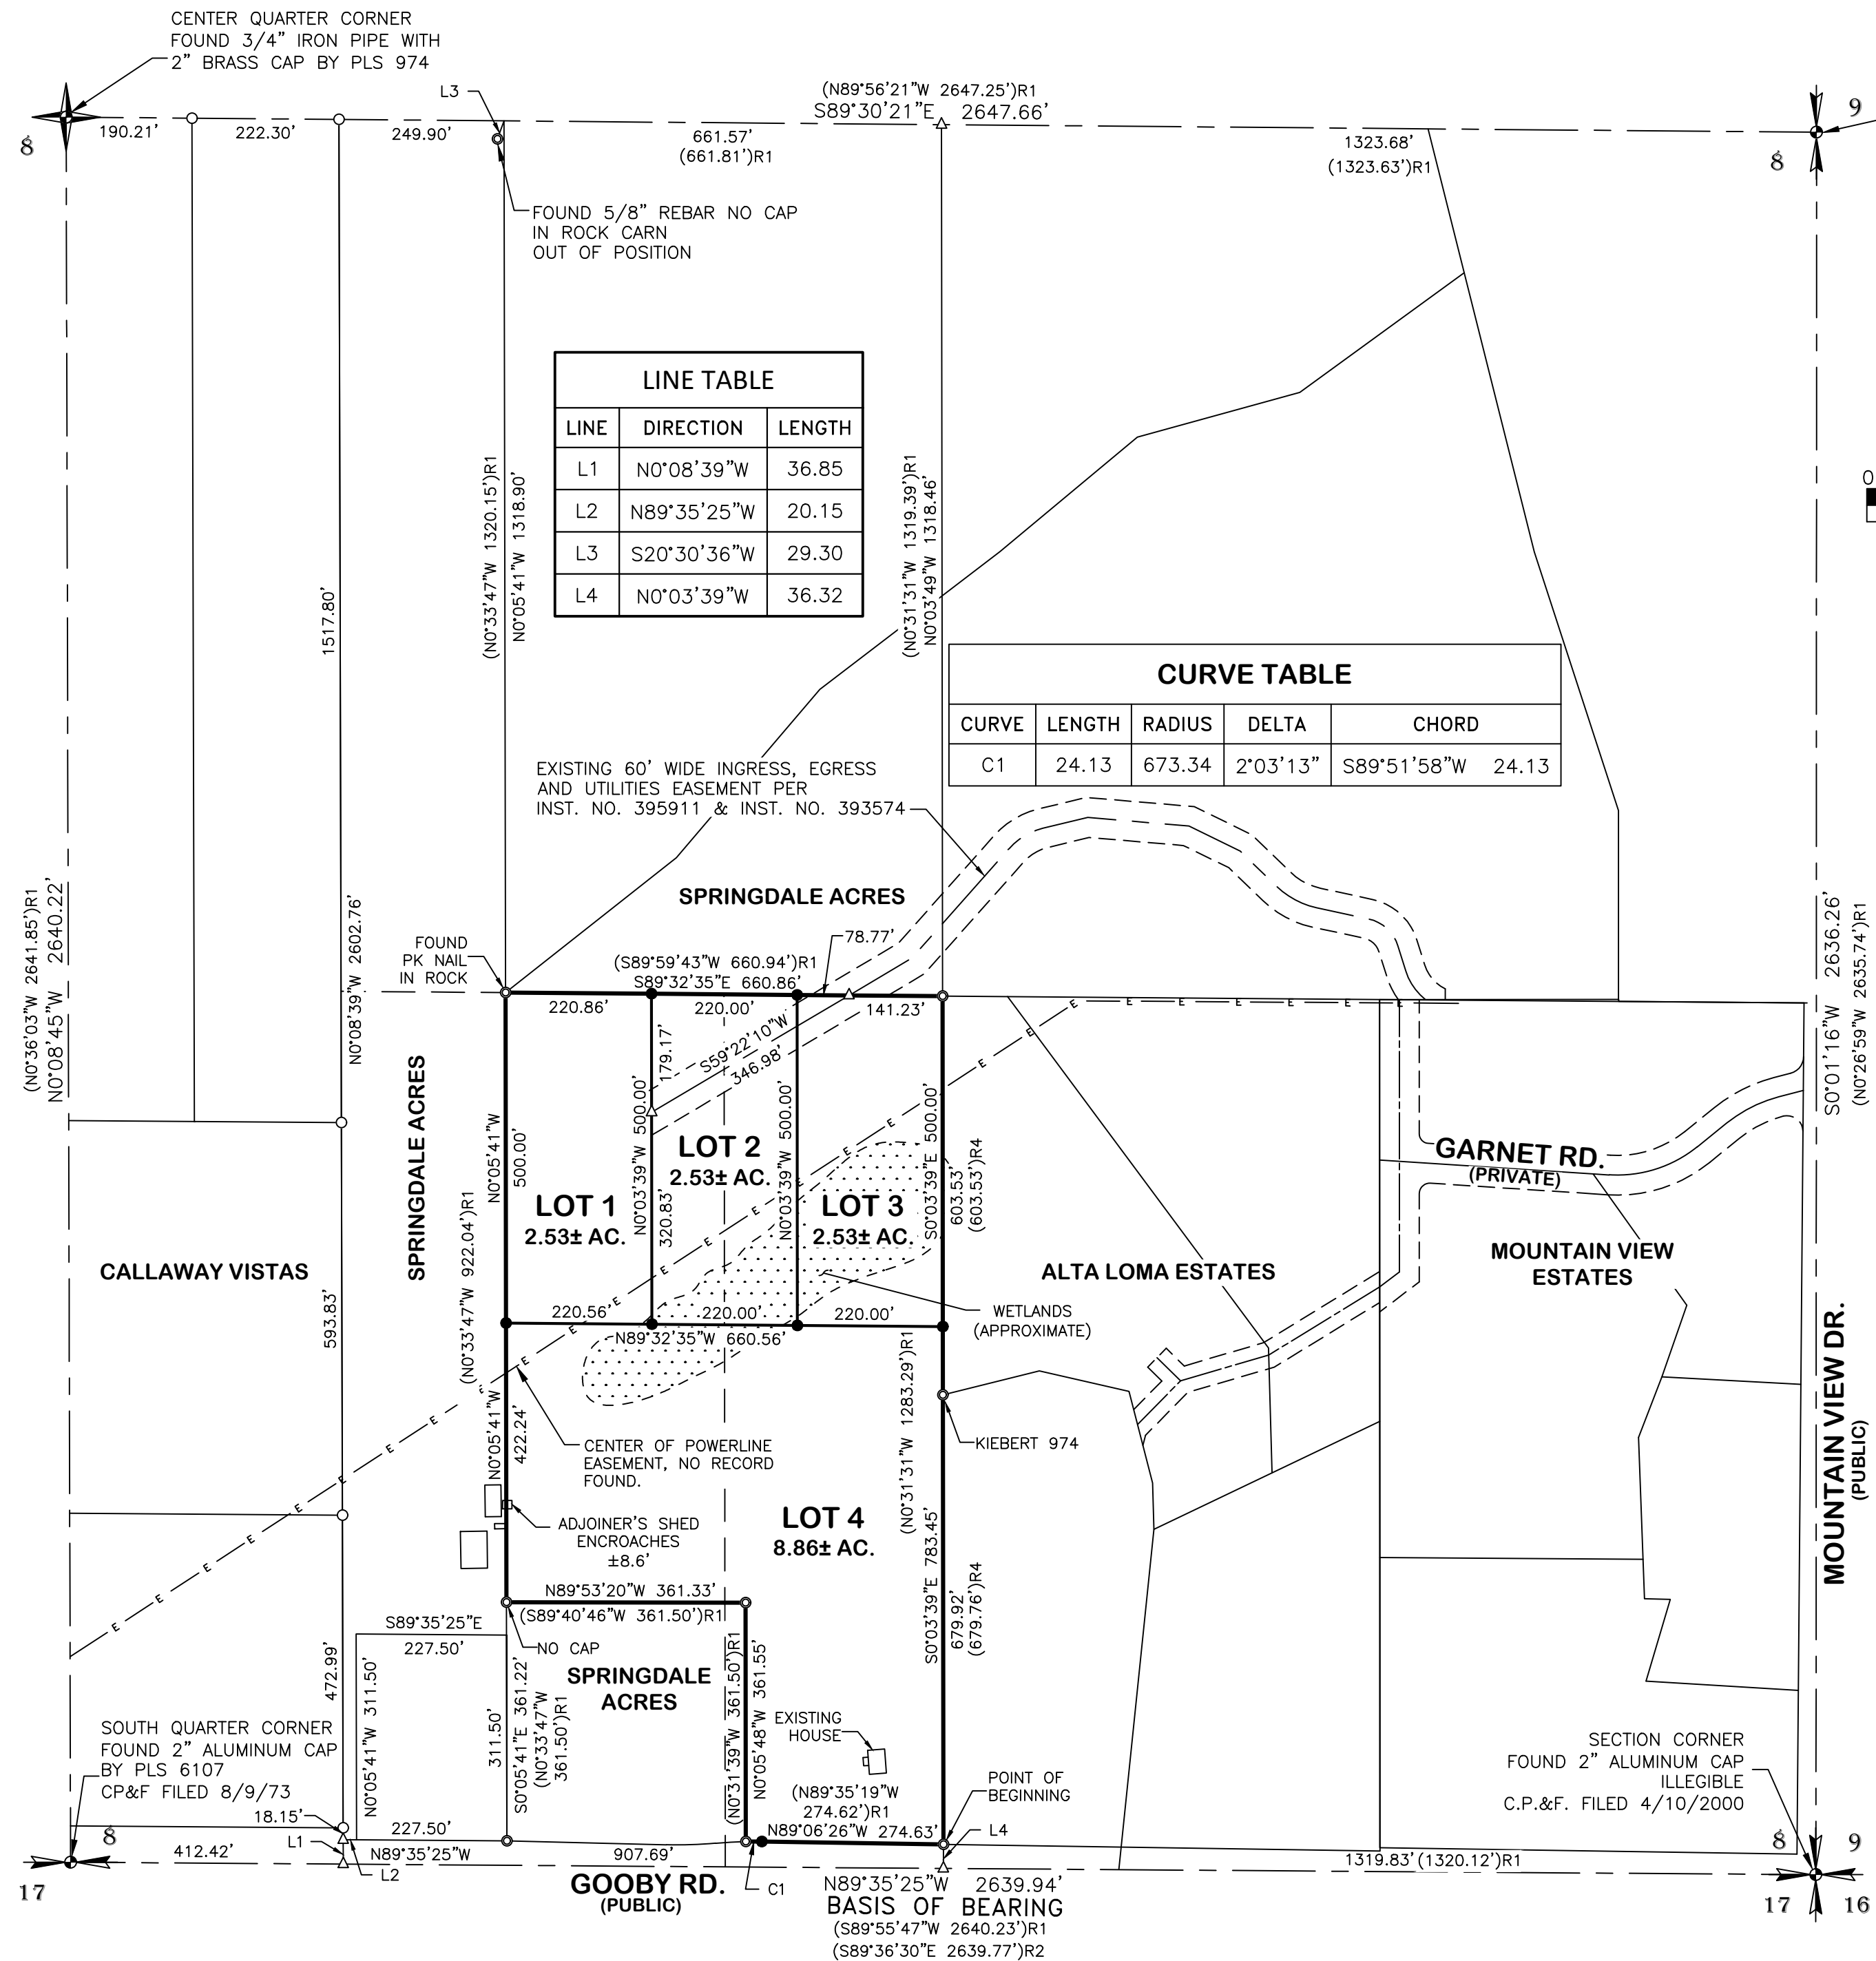 CENTER QUARTER CORNER
FOUND 3/4" IRON PIPE WITH
2" BRASS CAP BY PLS 974
L3
(N89°56'21"W 2647.25')R1
S89°30'21"E 2647.66'
9
8
8
190.21'
222.30'
249.90'
661.57'
(661.81')R1
1323.68'
(1323.63')R1
FOUND 5/8" REBAR NO CAP
IN ROCK CARN
OUT OF POSITION
LINE TABLE
LINE DIRECTION LENGTH
L1 N0°08'39"W 36.85
L2 N89°35'25"W 20.15
L3 S20°30'36"W 29.30
L4 N0°03'39"W 36.32
0
(N0°33'47"W 1320.15')R1
N0°05'41"W 1318.90'
(N0°31'31"W 1319.39')R1
N0°03'49"W 1318.46'
1517.80'
CURVE TABLE
CURVE LENGTH RADIUS DELTA CHORD
C1 24.13 673.34 2°03'13" S89°51'58"W 24.13
EXISTING 60' WIDE INGRESS, EGRESS
AND UTILITIES EASEMENT PER
INST. NO. 395911 & INST. NO. 393574
SPRINGDALE ACRES
(N0°36'03"W 2641.85')R1
N0°08'45"W 2640.22'
N0°08'39"W 2602.76'
FOUND
PK NAIL
IN ROCK
78.77'
(S89°59'43"W 660.94')R1
S89°32'35"E 660.86'
220.86'
220.00'
141.23'
S0°01'16"W 2636.26'
(N0°26'59"W 2635.74')R1
S59°22'10"W
346.98'
179.17'
N0°03'39"W 500.00'
320.83'
N0°03'39"W 500.00'
S0°03'39"E 500.00'
603.53'
(603.53')R4
N0°05'41"W
500.00'
SPRINGDALE ACRES
LOT 1
2.53± AC.
LOT 2
2.53± AC.
LOT 3
2.53± AC.
GARNET RD.
(PRIVATE)
CALLAWAY VISTAS
ALTA LOMA ESTATES
MOUNTAIN VIEW
ESTATES
E E E E E
E
E
E
E
E
E
E
E
E
E
E
E
E
E
(N0°33'47"W 922.04')R1
593.83'
220.56'
220.00'
220.00'
N89°32'35"W 660.56'
WETLANDS
(APPROXIMATE)
(N0°31'31"W 1283.29')R1
MOUNTAIN VIEW DR.
(PUBLIC)
N0°05'41"W
422.24'
CENTER OF POWERLINE
EASEMENT, NO RECORD
FOUND.
KIEBERT 974
ADJOINER'S SHED
ENCROACHES
±8.6'
LOT 4
8.86± AC.
S0°03'39"E 783.45'
679.92'
(679.76')R4
N89°53'20"W 361.33'
(S89°40'46"W 361.50')R1
NO CAP
S89°35'25"E
227.50'
472.99'
N0°05'41"W 311.50'
311.50'
S0°05'41"E 361.22'
(N0°33'47"W
361.50')R1
SPRINGDALE
ACRES
(N0°31'39"W 361.50')R1
N0°05'48"W 361.55'
EXISTING
HOUSE
(N89°35'19"W
274.62')R1
N89°06'26"W 274.63'
POINT OF
BEGINNING
L4
SOUTH QUARTER CORNER
FOUND 2" ALUMINUM CAP
BY PLS 6107
CP&F FILED 8/9/73
SECTION CORNER
FOUND 2" ALUMINUM CAP
ILLEGIBLE
C.P.&F. FILED 4/10/2000
18.15'
8
L1
412.42'
227.50'
N89°35'25"W
L2
907.69'
C1
1319.83'(1320.12')R1
8
9
17
17
16
GOOBY RD.
(PUBLIC)
N89°35'25"W 2639.94'
BASIS OF BEARING
(S89°55'47"W 2640.23')R1
(S89°36'30"E 2639.77')R2